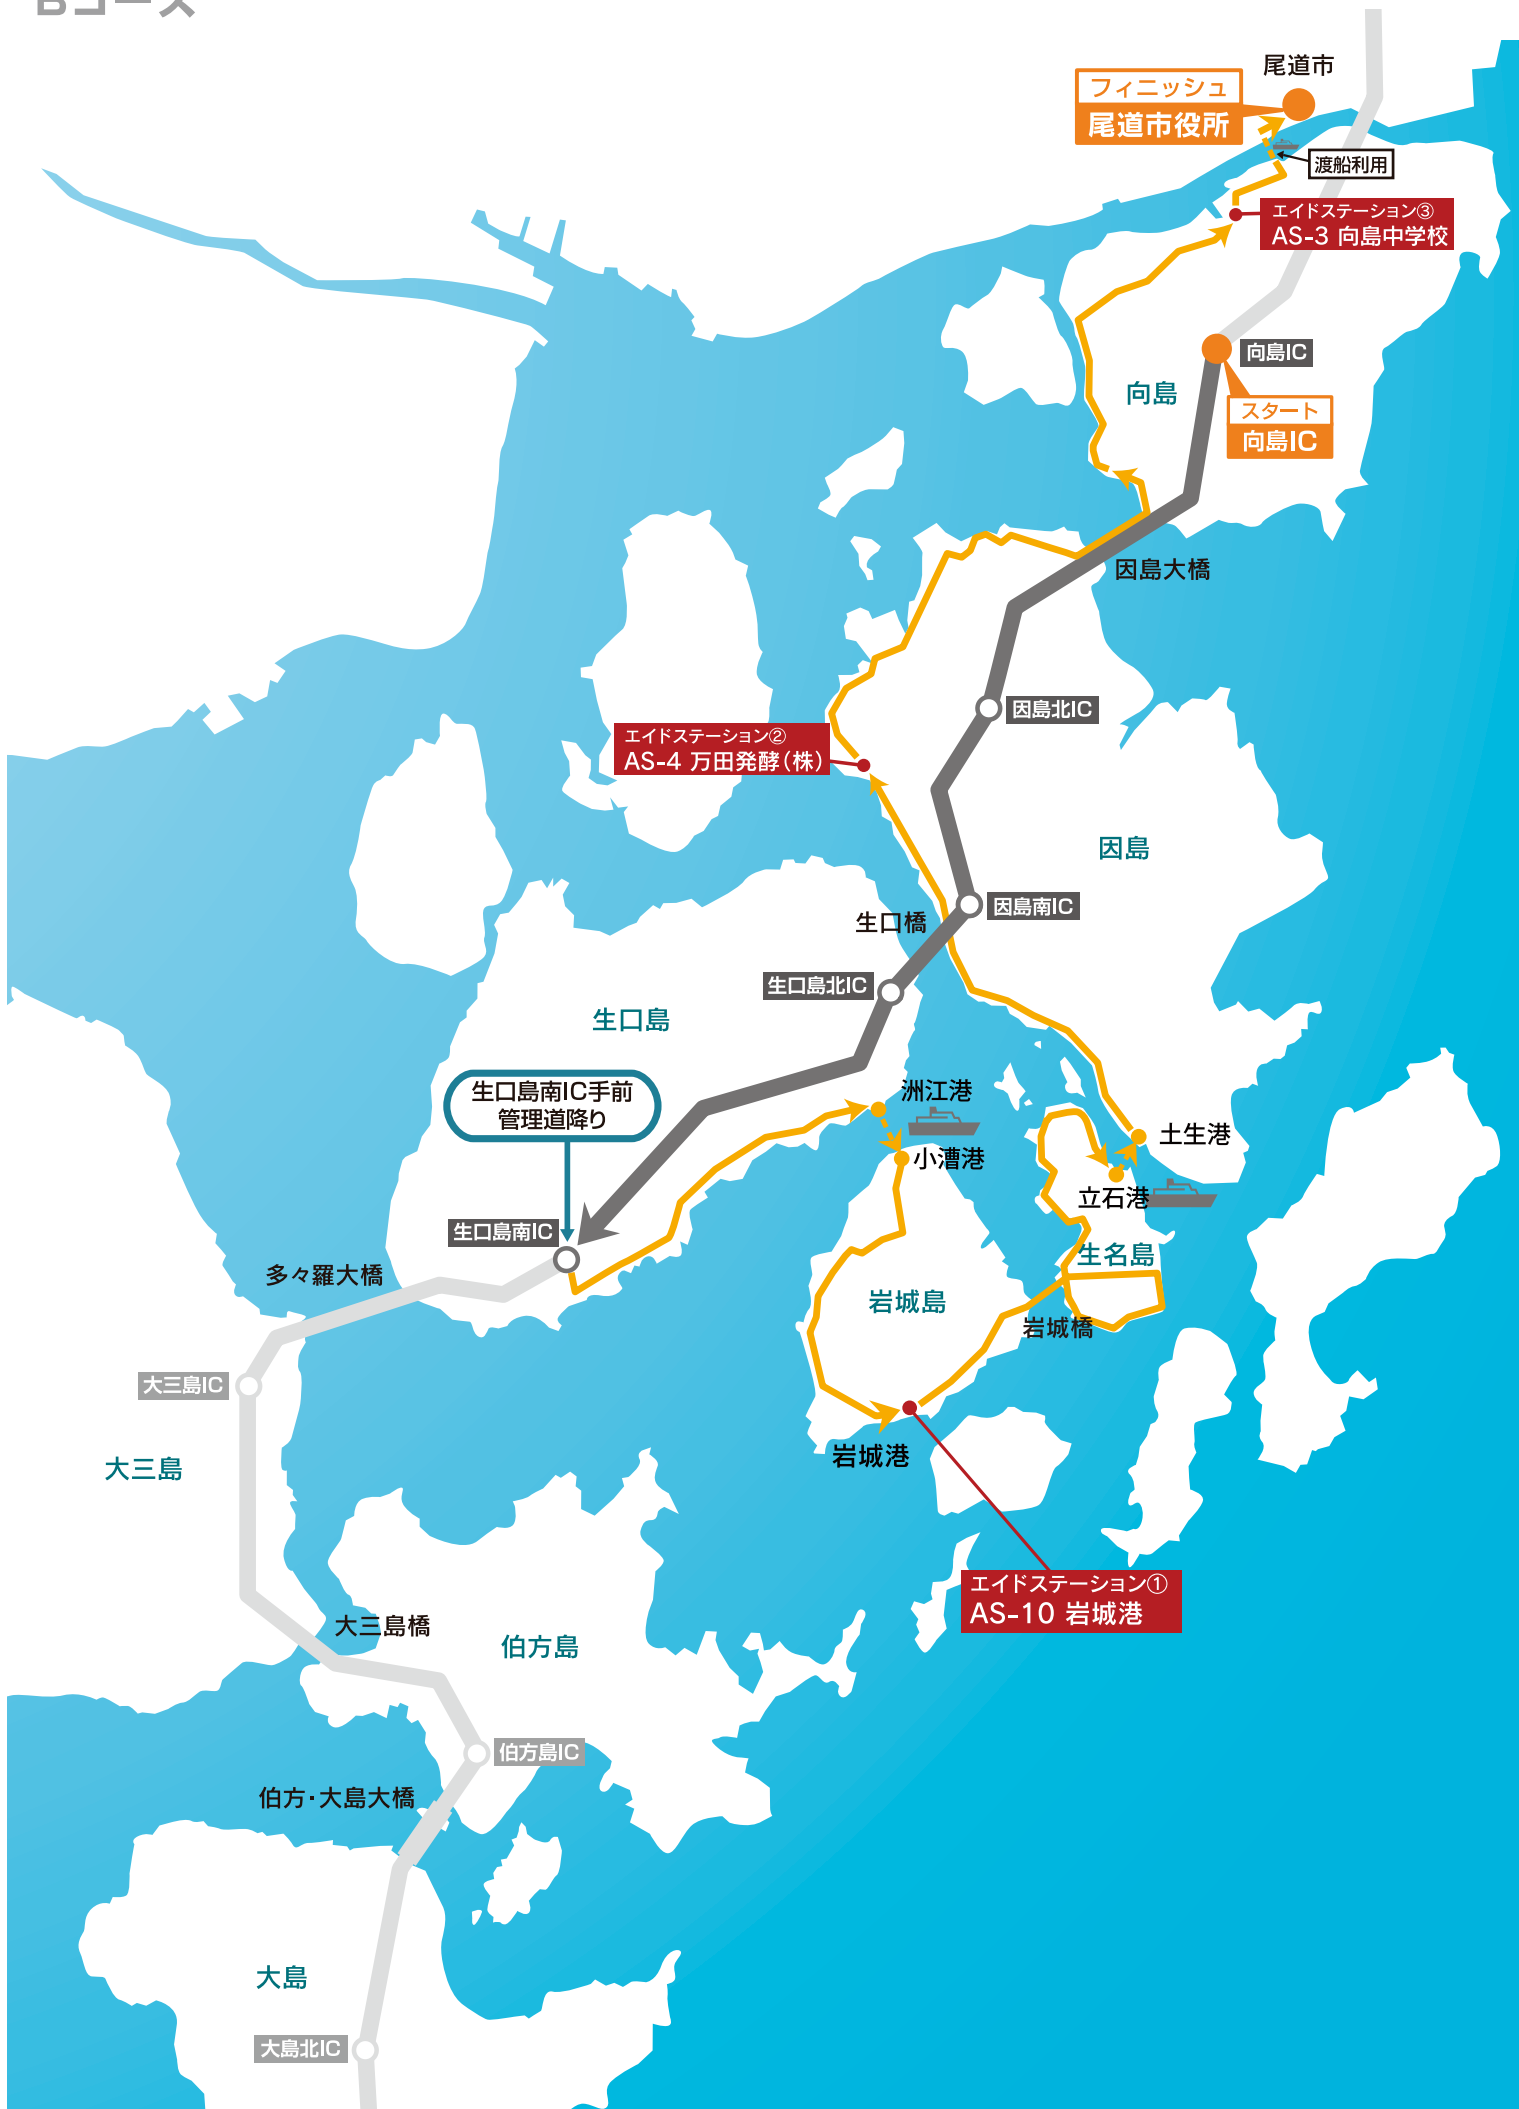 Bコース
尾道市
フィニッシュ
尾道市役所
渡船利用
エイドステーション③
AS-3 向島中学校
向島IC
向島
スタート
向島IC
因島大橋
因島北IC
エイドステーション②
AS-4 万田発酵(株)
因島
因島南IC
生口橋
生口島北IC
生口島
生口島南IC手前
管理道降り
洲江港
土生港
小漕港
立石港
生口島南IC
生名島
多々羅大橋
岩城島
岩城橋
大三島IC
岩城港
大三島
エイドステーション①
AS-10 岩城港
大三島橋
伯方島
伯方島IC
伯方・大島大橋
大島
大島北IC